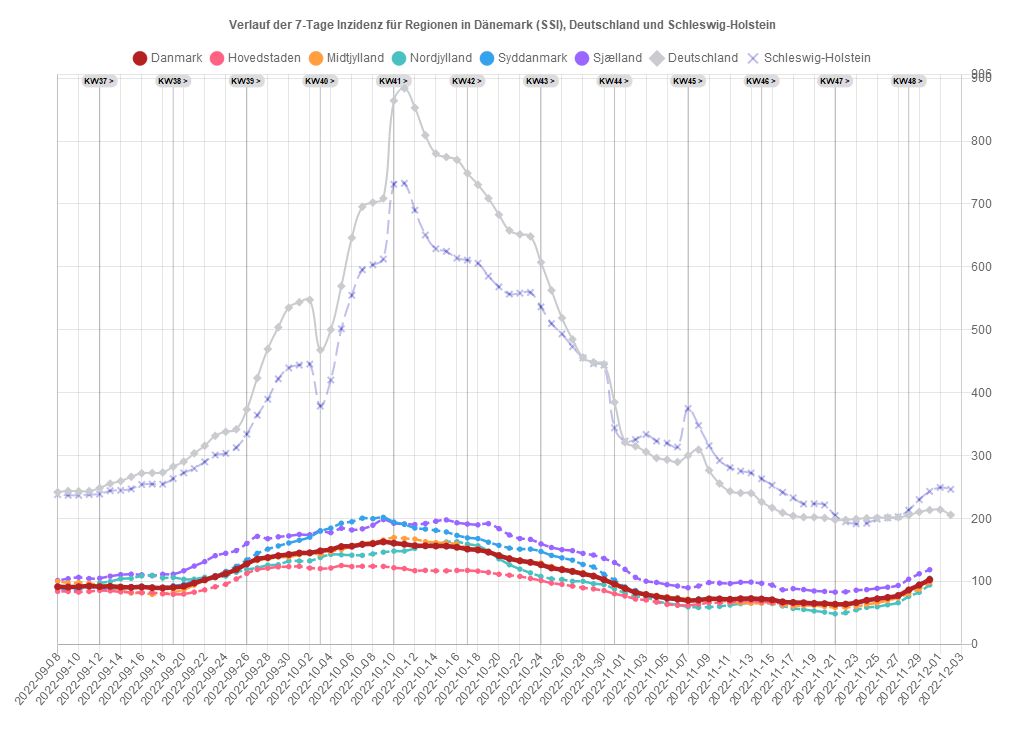 Verlauf der 7-Tage Inzidenz für Regionen in Dänemark (SSI), Deutschland und Schleswig-Holstein
Danmark Hovedstaden Midtjylland Nordjylland Syddanmark Sjælland Deutschland Schleswig-Holstein
KW37 > KW38 > KW39 > KW40 > KW41 > KW42 > KW43 > KW44 > KW45 > KW46 > KW47 > KW48 >
906
900
800
700
600
500
400
300
200
100
0
2022-09-08 2022-09-10 2022-09-12 2022-09-14 2022-09-16 2022-09-18 2022-09-20 2022-09-22 2022-09-24 2022-09-26 2022-09-28 2022-09-30 2022-10-02 2022-10-04 2022-10-06 2022-10-08 2022-10-10 2022-10-12 2022-10-14 2022-10-16 2022-10-18 2022-10-20 2022-10-22 2022-10-24 2022-10-26 2022-10-28 2022-10-30 2022-11-01 2022-11-03 2022-11-05 2022-11-07 2022-11-09 2022-11-11 2022-11-13 2022-11-15 2022-11-17 2022-11-19 2022-11-21 2022-11-23 2022-11-25 2022-11-27 2022-11-29 2022-12-01 2022-12-03